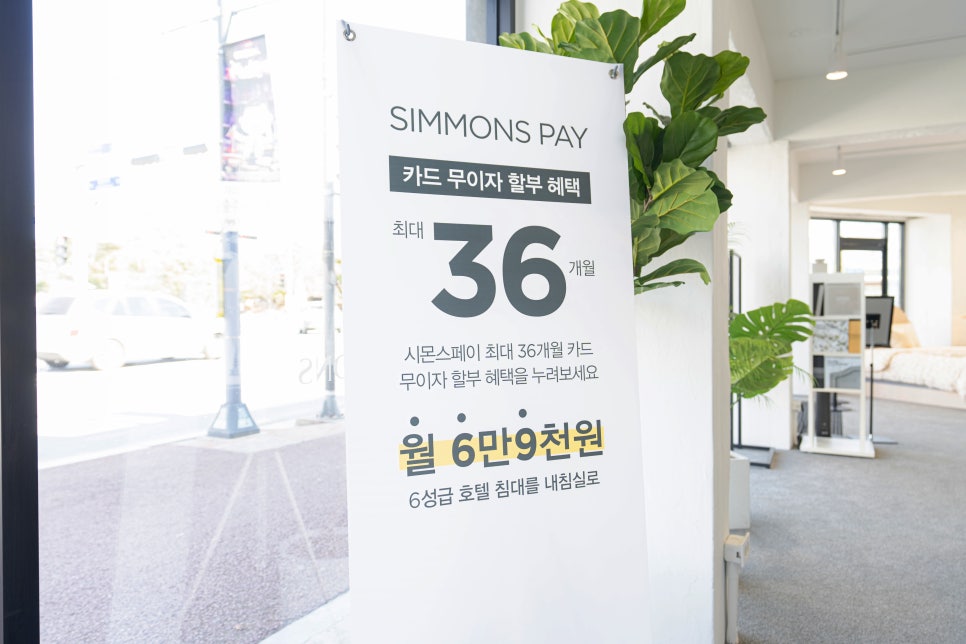 SIMMONS PAY
카드 무이자 할부 혜택
최대
36
개월
시몬스페이 최대 36개월 카드
무이자 할부 혜택을 누려보세요
월 6만9천원
6성급 호텔 침대를 내침실로